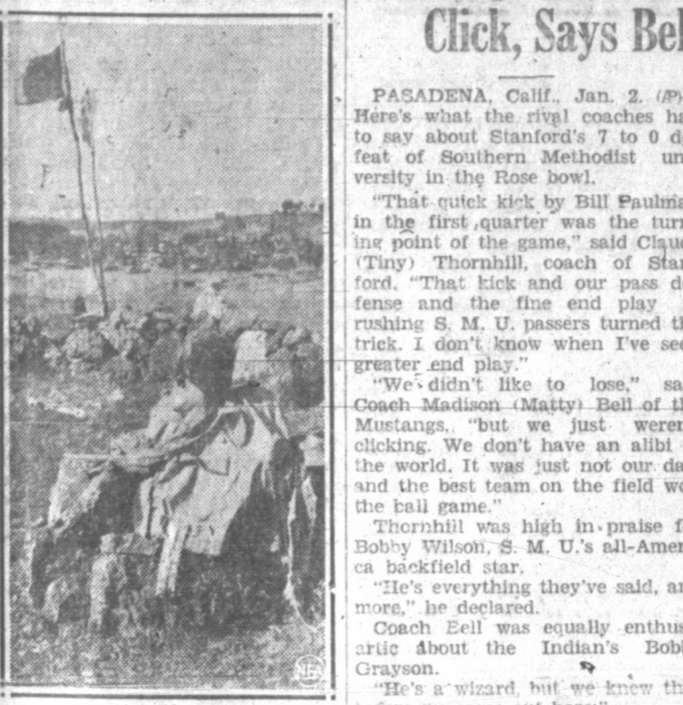 Click, Says Bel
PASADENA, Calif., Jan. 2. (AP)
Here's what the rival coaches ha
to say about Stanford's 7 to 0 d
feat of Southern Methodist un
versity in the Rose bowl.
"That quick kick by Bill Paulma
in the first quarter was the turn
ing point of the game," said Claud
(Tiny) Thornhill, coach of Stan
ford. "That kick and our pass d
fense and the fine end play
rushing S. M. U. passers turned th
trick. I don't know when I've see
greater end play."
"We didn't like to lose," sa
Coach Madison (Matty) Bell of th
Mustangs, "but we just weren
clicking. We don't have an alibi
the world. It was just not our da
and the best team on the field wo
the ball game."
Thornhill was high in praise f
Bobby Wilson, S. M. U.'s all-Amer
ca backfield star.
"He's everything they've said, an
more," he declared.
Coach Bell was equally enthus
artic about the Indian's Bobb
Grayson.
"He's a wizard, but we knew th
NEA